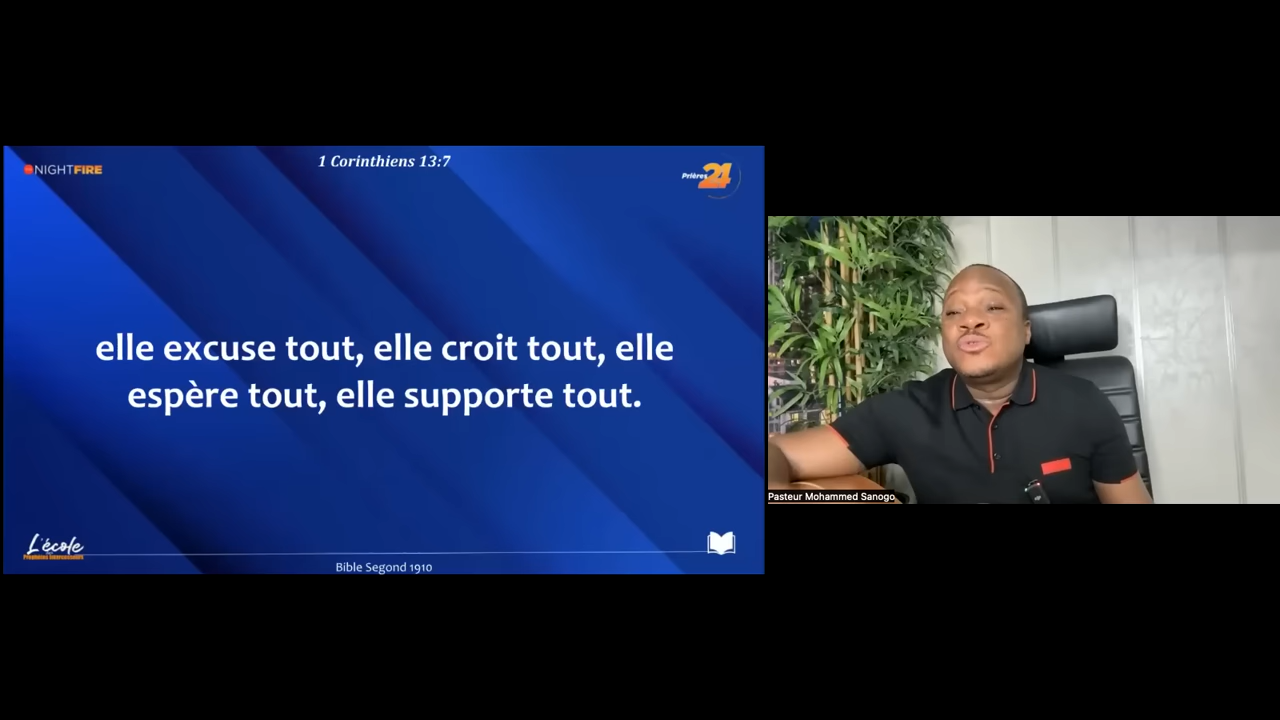 NIGHTFIRE
1 Corinthiens 13:7
Prières 24
elle excuse tout, elle croit tout, elle
espère tout, elle supporte tout.
L'école
Bible Segond 1910
Pasteur Mohammed Sanogo